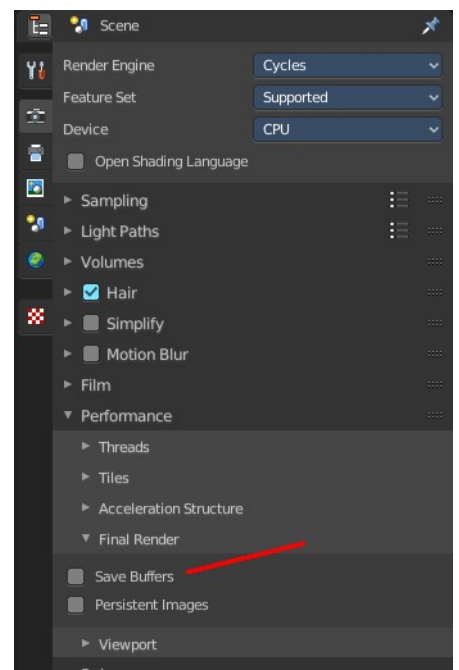 Scene
Render Engine Cycles
Feature Set Supported
Device CPU
Open Shading Language
Sampling
Light Paths
Volumes
Hair
Simplify
Motion Blur
Film
Performance
Threads
Tiles
Acceleration Structure
Final Render
Save Buffers
Persistent Images
Viewport